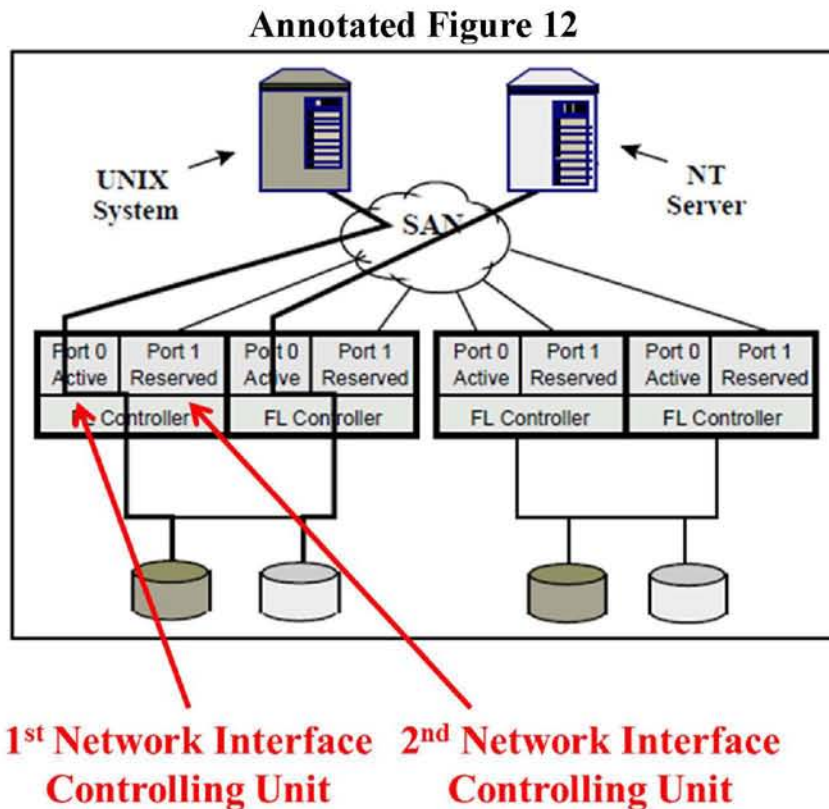 Annotated Figure 12
UNIX
System
NT
Server
SAN
Port 0
Active
Port 1
Reserved
Port 0
Active
Port 1
Reserved
Port 0
Active
Port 1
Reserved
Port 0
Active
Port 1
Reserved
FL Controller
FL Controller
FL Controller
FL Controller
1st Network Interface
Controlling Unit
2nd Network Interface
Controlling Unit